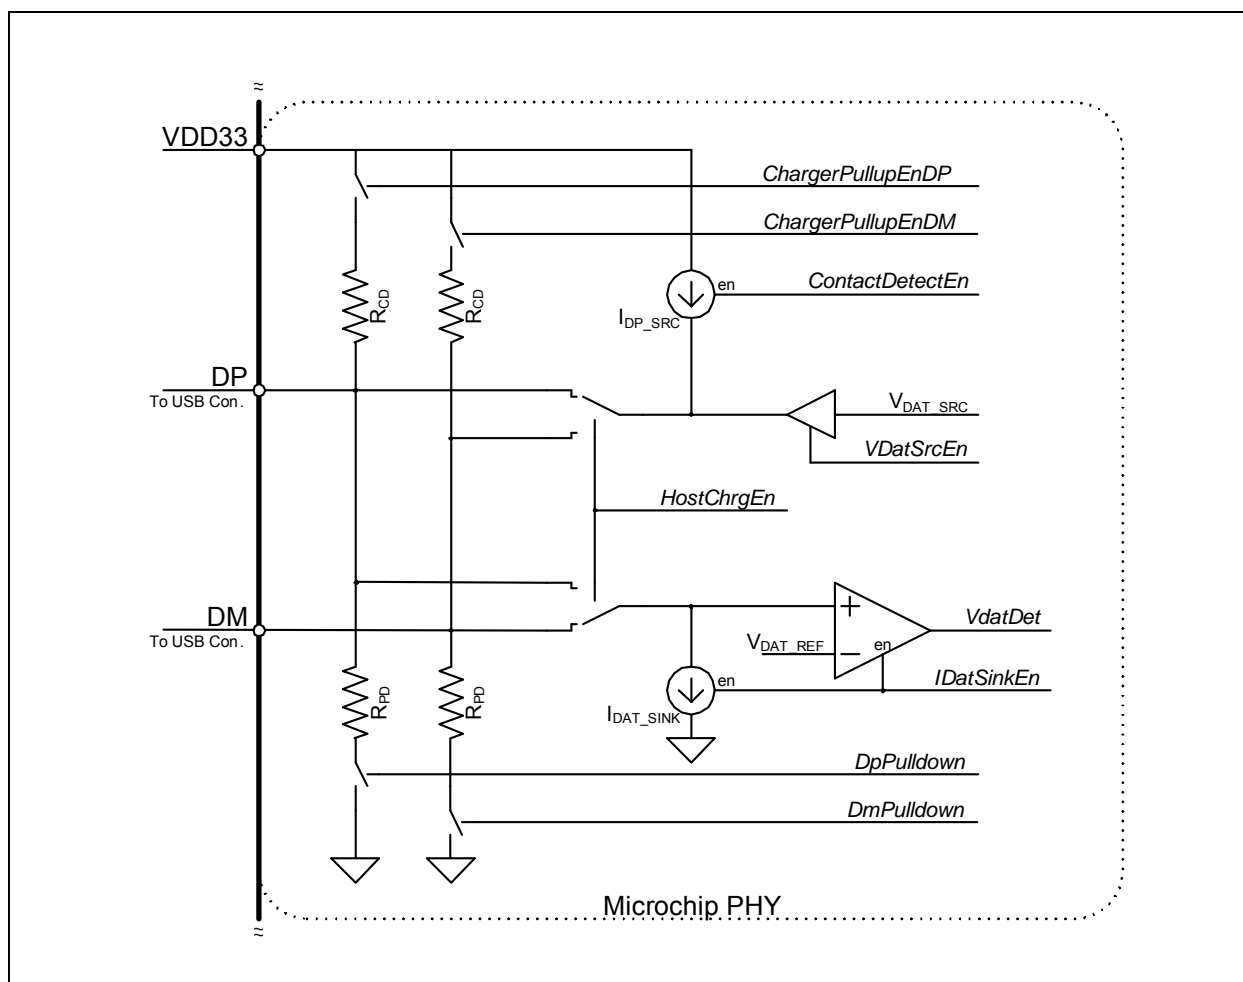 VDD33
ChargerPullupEnDP
ChargerPullupEnDM
en
ContactDetectEn
RCD
RCD
IDP_SRC
DP
To USB Con.
VDAT_SRC
VDatSrcEn
HostChrgEn
DM
To USB Con.
+
VdatDet
VDAT_REF
−
en
en
IDatSinkEn
RPD
RPD
IDAT_SINK
DpPulldown
DmPulldown
Microchip PHY